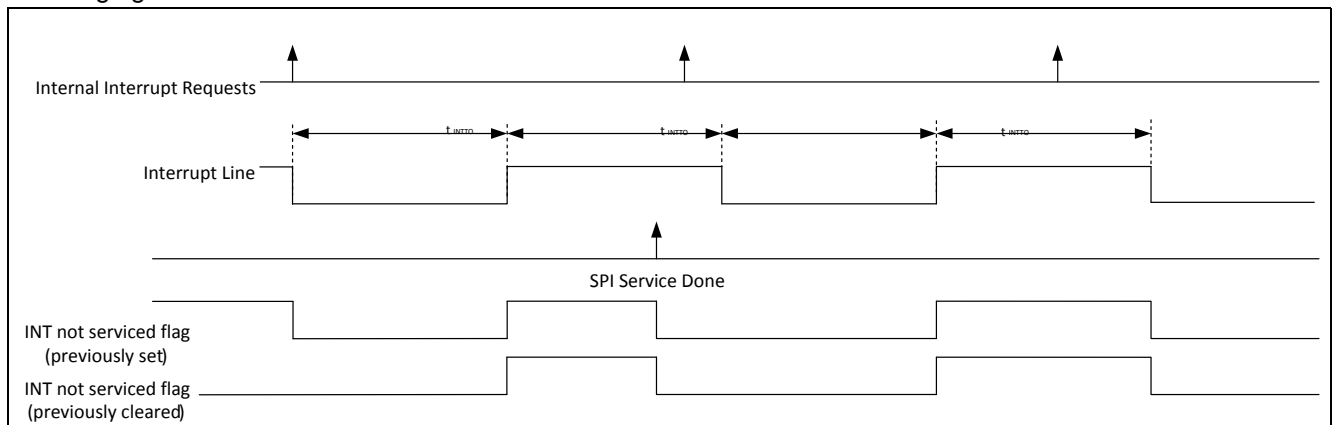 Internal Interrupt Requests
t INTTO
t INTTO
t INTTO
Interrupt Line
SPI Service Done
INT not serviced flag
(previously set)
INT not serviced flag
(previously cleared)